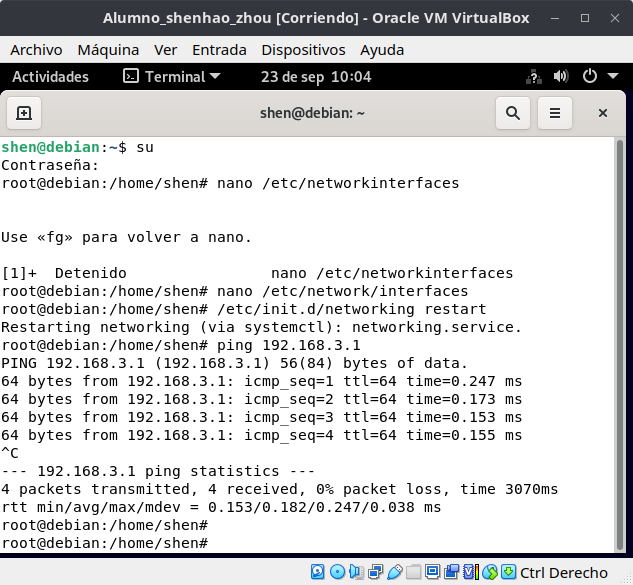 Alumno_shenhao_zhou [Corriendo] - Oracle VM VirtualBox
Archivo Máquina Ver Entrada Dispositivos Ayuda
Actividades Terminal 23 de sep 10:04
shen@debian: ~
shen@debian:~$ su
Contraseña:
root@debian:/home/shen# nano /etc/networkinterfaces
Use «fg» para volver a nano.
[1]+  Detenido                nano /etc/networkinterfaces
root@debian:/home/shen# nano /etc/network/interfaces
root@debian:/home/shen# /etc/init.d/networking restart
Restarting networking (via systemctl): networking.service.
root@debian:/home/shen# ping 192.168.3.1
PING 192.168.3.1 (192.168.3.1) 56(84) bytes of data.
64 bytes from 192.168.3.1: icmp_seq=1 ttl=64 time=0.247 ms
64 bytes from 192.168.3.1: icmp_seq=2 ttl=64 time=0.173 ms
64 bytes from 192.168.3.1: icmp_seq=3 ttl=64 time=0.153 ms
64 bytes from 192.168.3.1: icmp_seq=4 ttl=64 time=0.155 ms
^C
--- 192.168.3.1 ping statistics ---
4 packets transmitted, 4 received, 0% packet loss, time 3070ms
rtt min/avg/max/mdev = 0.153/0.182/0.247/0.038 ms
root@debian:/home/shen#
root@debian:/home/shen#
Ctrl Derecho